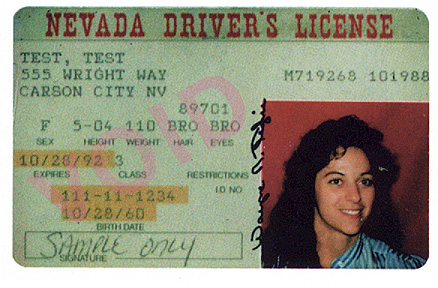 NEVADA DRIVER'S LICENSE
TEST, TEST
555 WRIGHT WAY
M719268 101988
CARSON CITY NV
89701
F 5-04 110 BRO BRO
SEX HEIGHT WEIGHT HAIR EYES
10/28/92 3
EXPIRES CLASS RESTRICTIONS
111-11-1234 I.D. NO
10/28/60
BIRTH DATE
SAMPLE ONLY
SIGNATURE
VOID